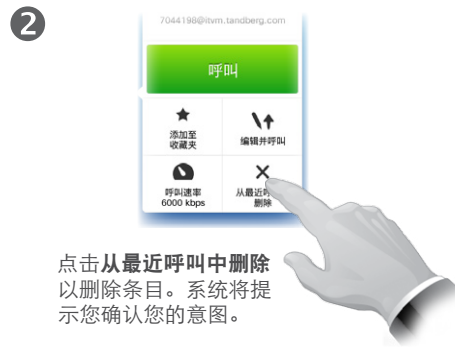 2
7044198@itvm.tandberg.com
呼叫
添加至
收藏夹
编辑并呼叫
呼叫速率
6000 kbps
从最近呼
删除
点击从最近呼叫中删除
以删除条目。系统将提
示您确认您的意图。